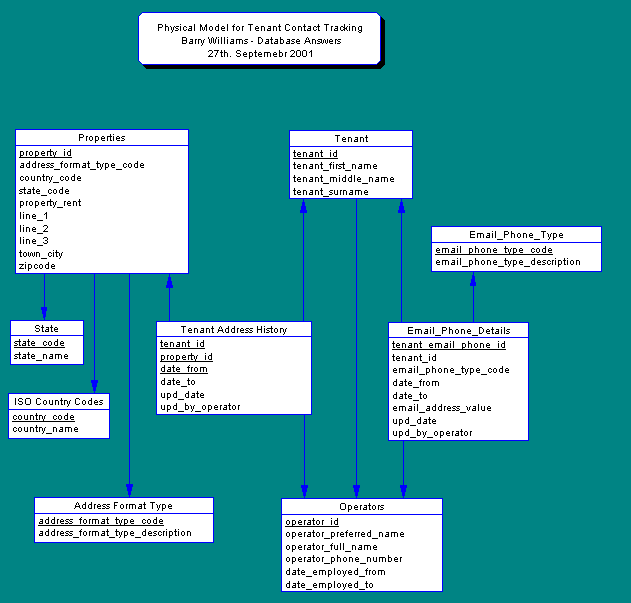 Physical Model for Tenant Contact Tracking
Barry Williams - Database Answers
27th. Septemebr 2001
Properties
property_id
address_format_type_code
country_code
state_code
property_rent
line_1
line_2
line_3
town_city
zipcode
Tenant
tenant_id
tenant_first_name
tenant_middle_name
tenant_surname
Email_Phone_Type
email_phone_type_code
email_phone_type_description
State
state_code
state_name
Tenant Address History
tenant_id
property_id
date_from
date_to
upd_date
upd_by_operator
Email_Phone_Details
tenant_email_phone_id
tenant_id
email_phone_type_code
date_from
date_to
email_address_value
upd_date
upd_by_operator
ISO Country Codes
country_code
country_name
Address Format Type
address_format_type_code
address_format_type_description
Operators
operator_id
operator_preferred_name
operator_full_name
operator_phone_number
date_employed_from
date_employed_to